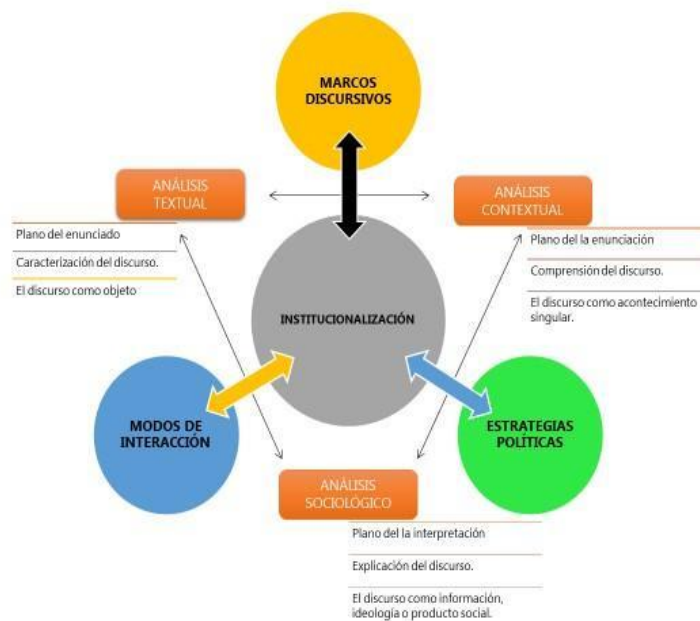 MARCOS
DISCURSIVOS
ANÁLISIS
TEXTUAL
Plano del enunciado
Caracterización del discurso.
El discurso como objeto
ANÁLISIS
CONTEXTUAL
Plano del la enunciación
Comprensión del discurso.
El discurso como acontecimiento
singular.
INSTITUCIONALIZACIÓN
MODOS DE
INTERACCIÓN
ESTRATEGIAS
POLÍTICAS
ANÁLISIS
SOCIOLÓGICO
Plano del la interpretación
Explicación del discurso.
El discurso como información,
ideología o producto social.